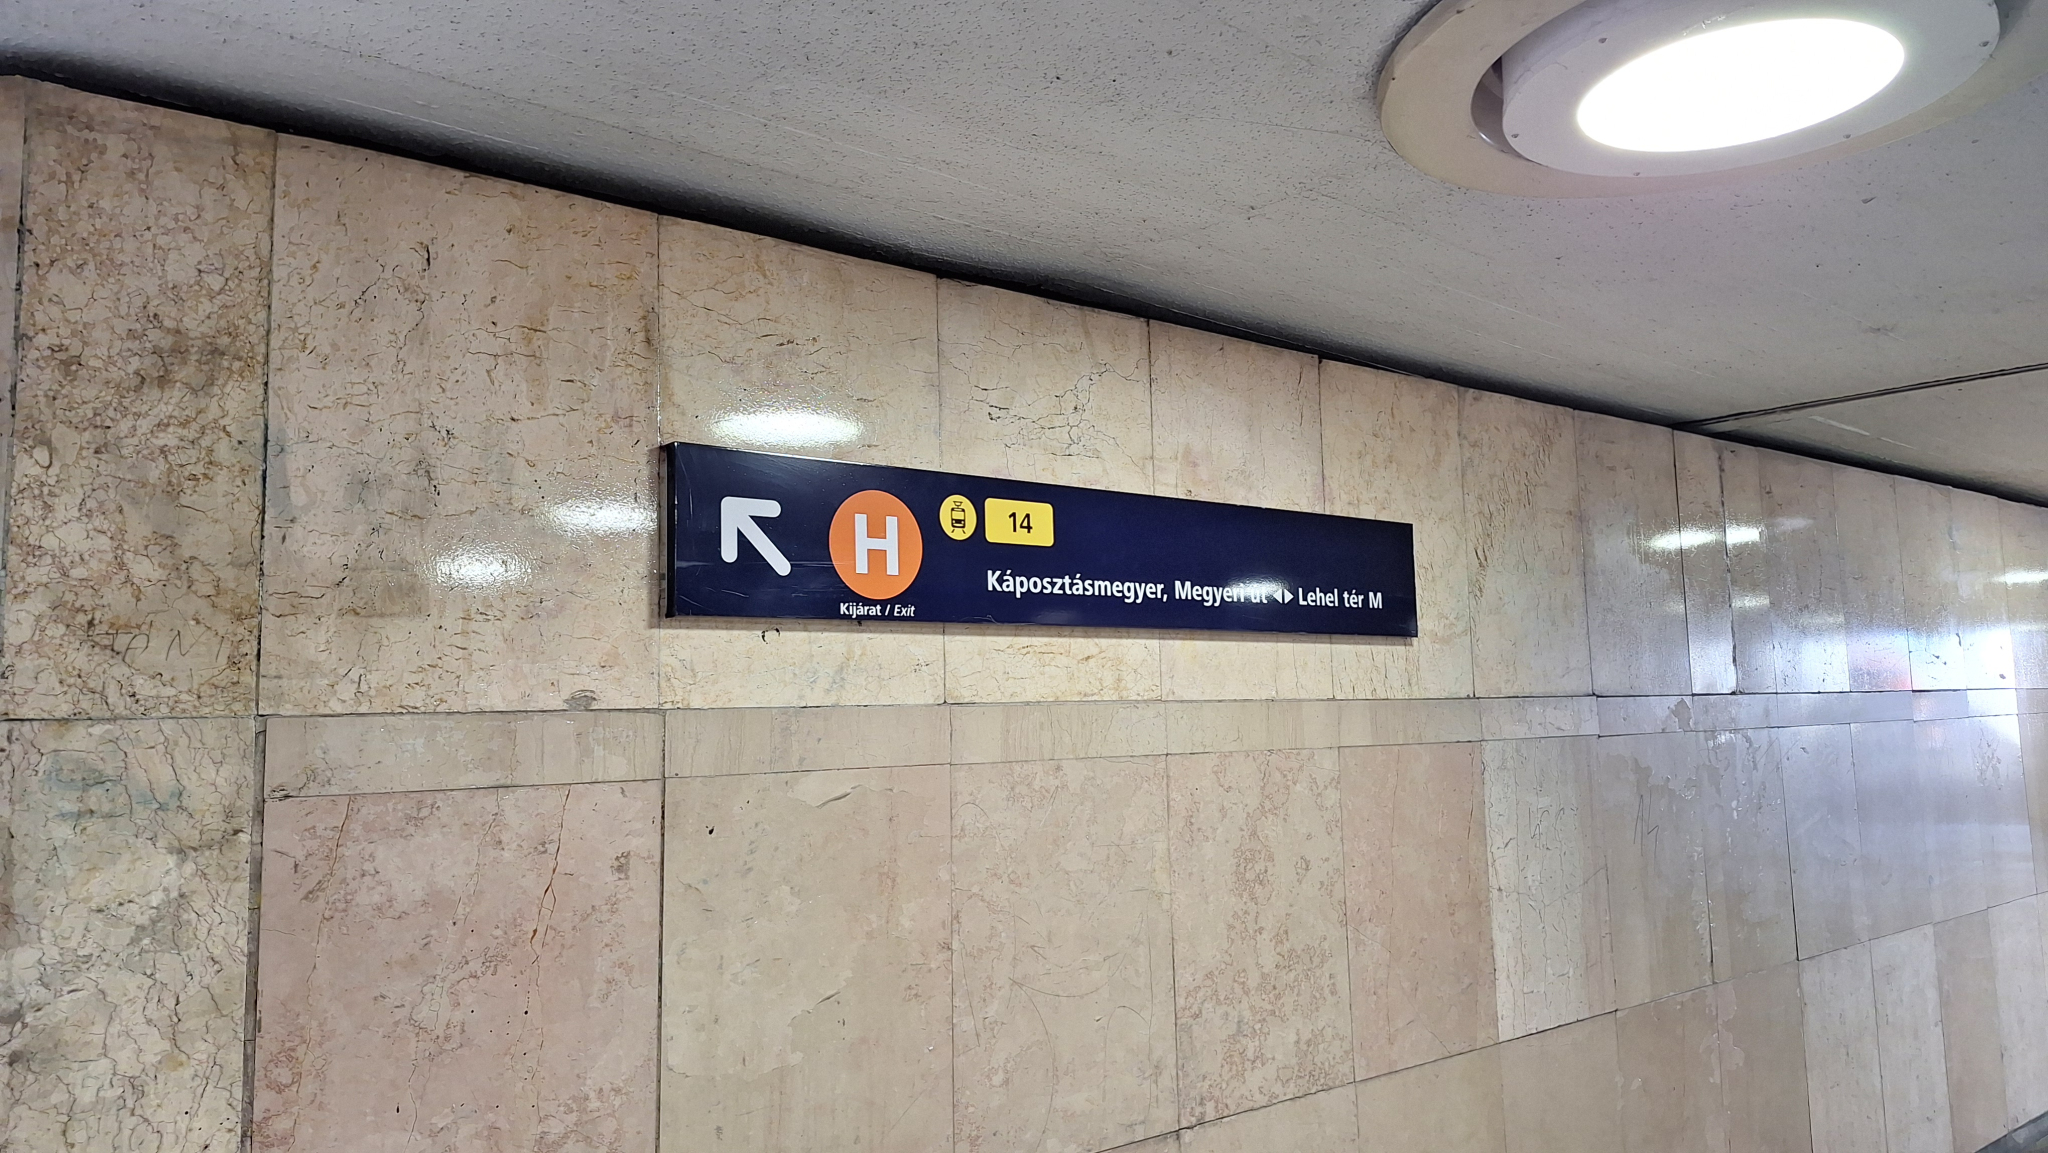 H
14
Káposztásmegyer, Megyeri út ◀▶ Lehel tér M
Kijárat / Exit